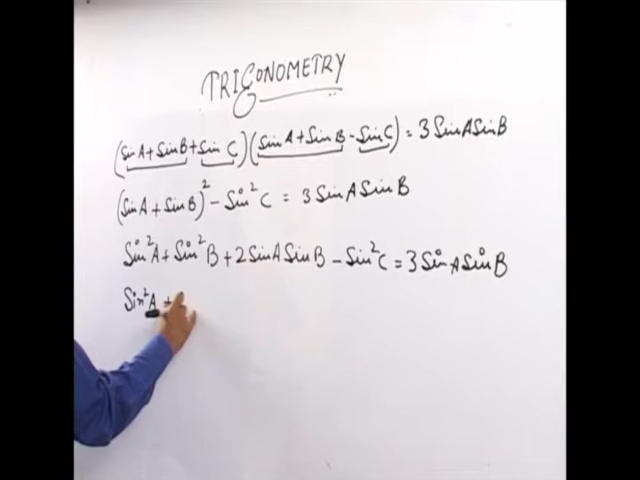 TRIGONOMETRY
(sin A + sin B + sin C) (sin A + sin B - sin C) = 3 sin A sin B
(sin A + sin B)² - sin² C = 3 sin A sin B
sin² A + sin² B + 2 sin A sin B - sin² C = 3 sin A sin B
sin² A +